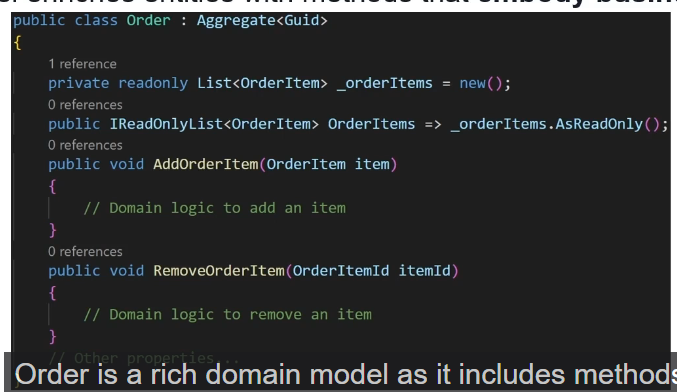 enriches entities with methods that embody busin
public class Order : Aggregate<Guid>
{
1 reference
private readonly List<OrderItem> _orderItems = new();
0 references
public IReadOnlyList<OrderItem> OrderItems => _orderItems.AsReadOnly();
0 references
public void AddOrderItem(OrderItem item)
{
// Domain logic to add an item
}
0 references
public void RemoveOrderItem(OrderItemId itemId)
{
// Domain logic to remove an item
}
// Other properties...
Order is a rich domain model as it includes methods